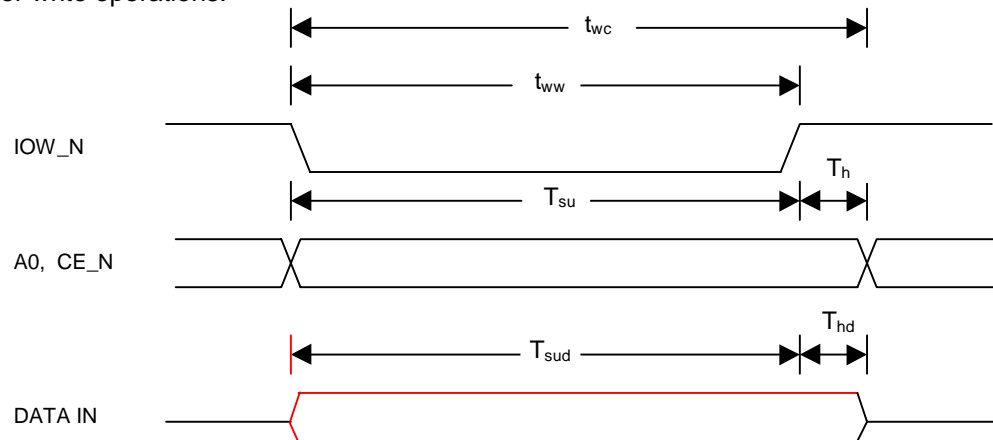 or write operations.
twc
tww
IOW_N
Th
Tsu
A0, CE_N
Thd
Tsud
DATA IN